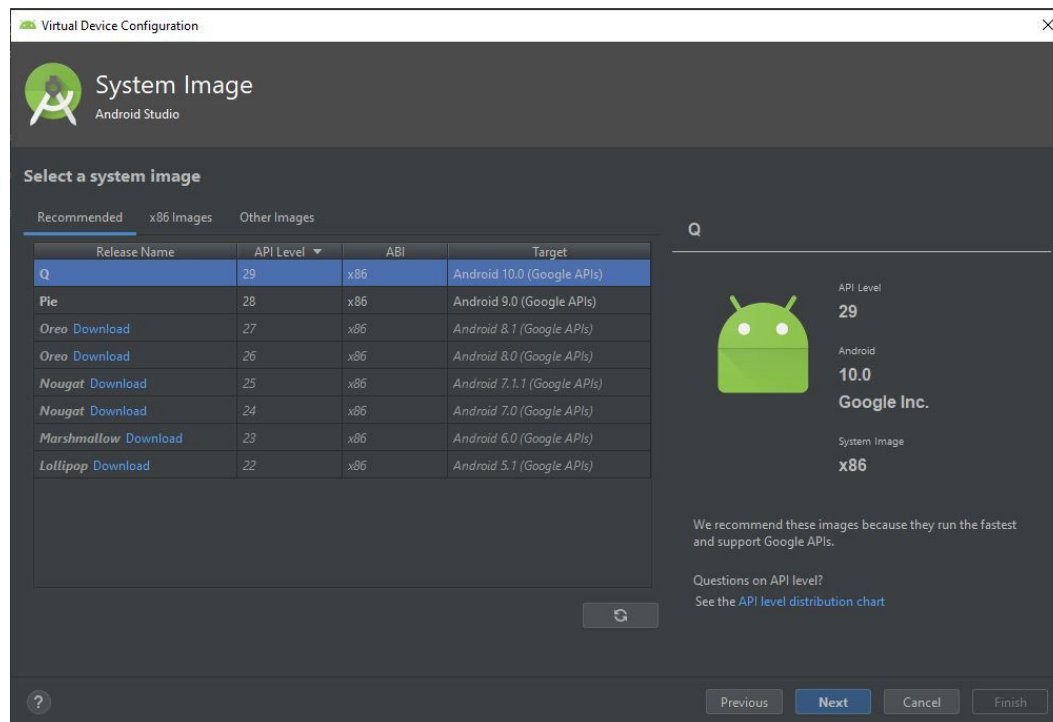 Virtual Device Configuration
System Image
Android Studio
Select a system image
Recommended x86 Images Other Images
Release Name API Level ABI Target
Q 29 x86 Android 10.0 (Google APIs)
Pie 28 x86 Android 9.0 (Google APIs)
Oreo Download 27 x86 Android 8.1 (Google APIs)
Oreo Download 26 x86 Android 8.0 (Google APIs)
Nougat Download 25 x86 Android 7.1.1 (Google APIs)
Nougat Download 24 x86 Android 7.0 (Google APIs)
Marshmallow Download 23 x86 Android 6.0 (Google APIs)
Lollipop Download 22 x86 Android 5.1 (Google APIs)
Q
API Level
29
Android
10.0
Google Inc.
System Image
x86
We recommend these images because they run the fastest
and support Google APIs.
Questions on API level?
See the API level distribution chart
? Previous Next Cancel Finish